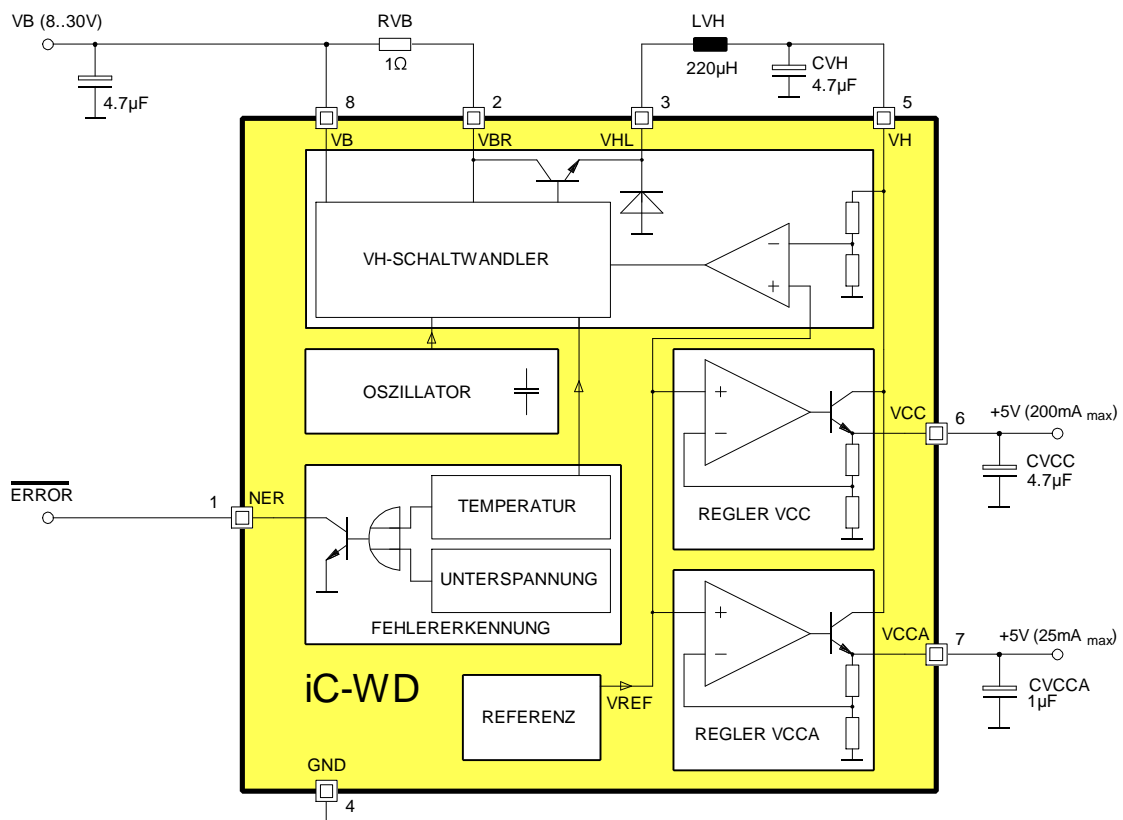 VB (8..30V)
RVB
LVH
1Ω
220µH
CVH
4.7µF
4.7µF
8
2
3
5
VB
VBR
VHL
VH
VH-SCHALTWANDLER
−
+
OSZILLATOR
+
−
VCC
6
+5V (200mA max)
CVCC
4.7µF
REGLER VCC
ERROR
1
NER
TEMPERATUR
UNTERSPANNUNG
FEHLERERKENNUNG
+
−
VCCA
7
+5V (25mA max)
CVCCA
1µF
REGLER VCCA
iC-WD
REFERENZ
VREF
GND
4